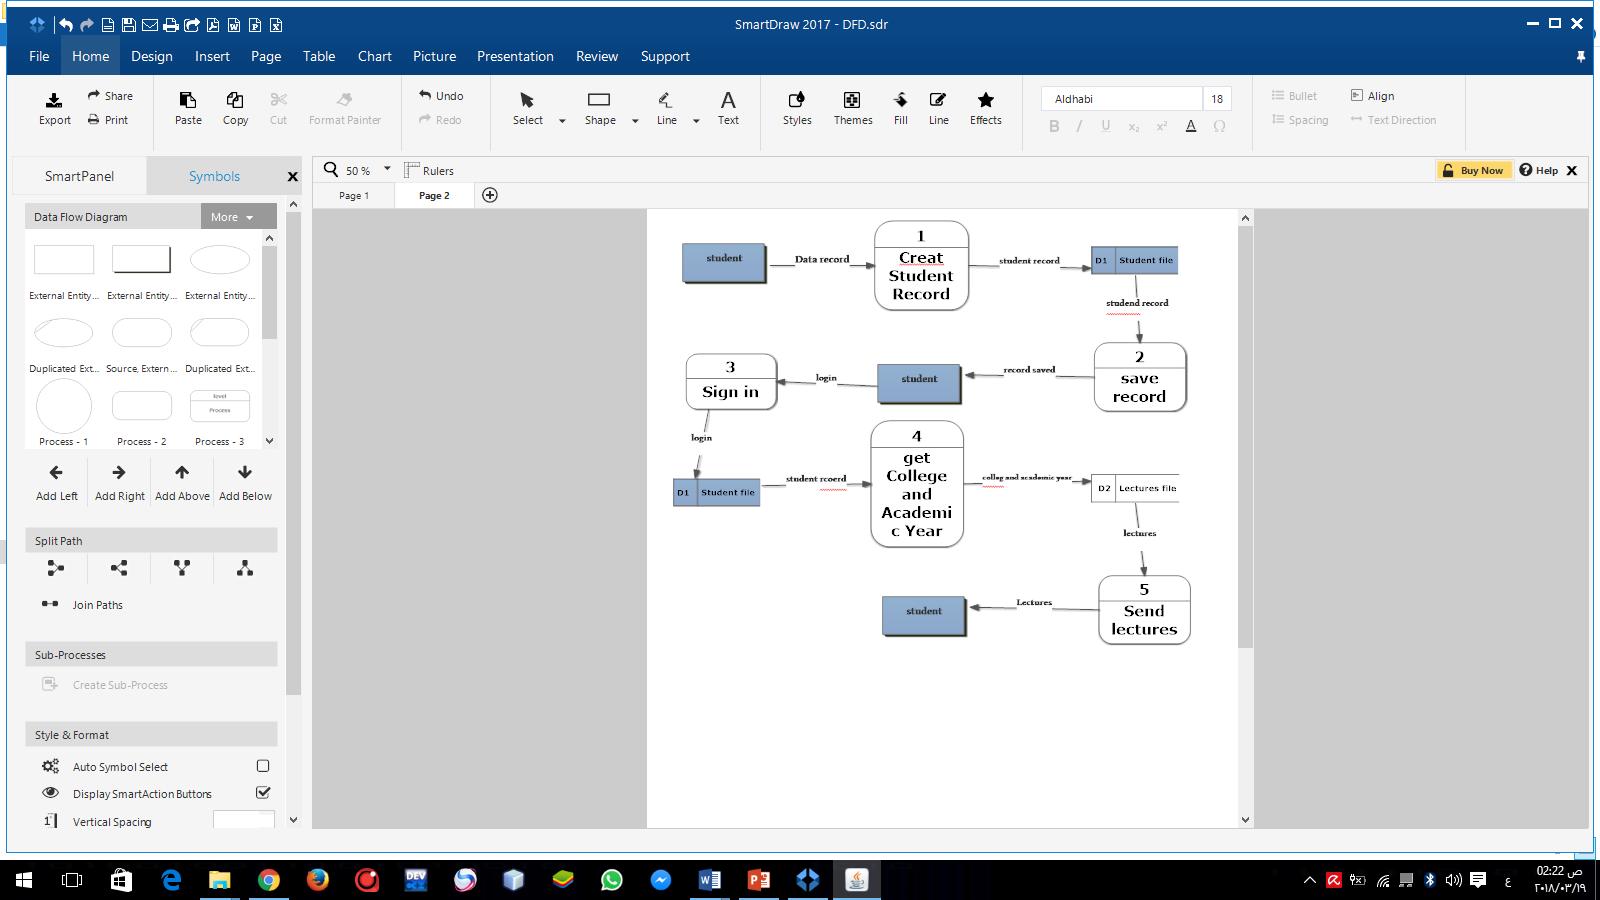 SmartDraw 2017 - DFD.sdr
File Home Design Insert Page Table Chart Picture Presentation Window Review Support
Export Share Print
Paste Copy Cut Format Painter
Undo Redo
Select Shape Line Text
Styles Themes Fill Line Effects
Aldhabi 18
B I U x₂ x² A Ω
Bullet Align
Spacing Text Direction
SmartPanel Symbols X
50 % Rulers
Buy Now ? Help X
Page 1 Page 2
Data Flow Diagram More
External Entity... External Entity... External Entity...
Duplicated Ext... Source, Extern... Duplicated Ext...
level
Process
Process - 1 Process - 2 Process - 3
Add Left Add Right Add Above Add Below
Split Path
Join Paths
Sub-Processes
Create Sub-Process
Style & Format
Auto Symbol Select
Display SmartAction Buttons
1" Vertical Spacing
student
Data record
1
Creat
Student
Record
student record
D1 Student file
studend record
2
save
record
record saved
student
login
3
Sign in
login
D1 Student file
student rcoerd
4
get
College
and
Academi
c Year
colleg and academic year
D2 Lectures file
lectures
5
Send
lectures
Lectures
student
DEV
ع
02:22 ص
٢٠١٨/٠٣/١٩